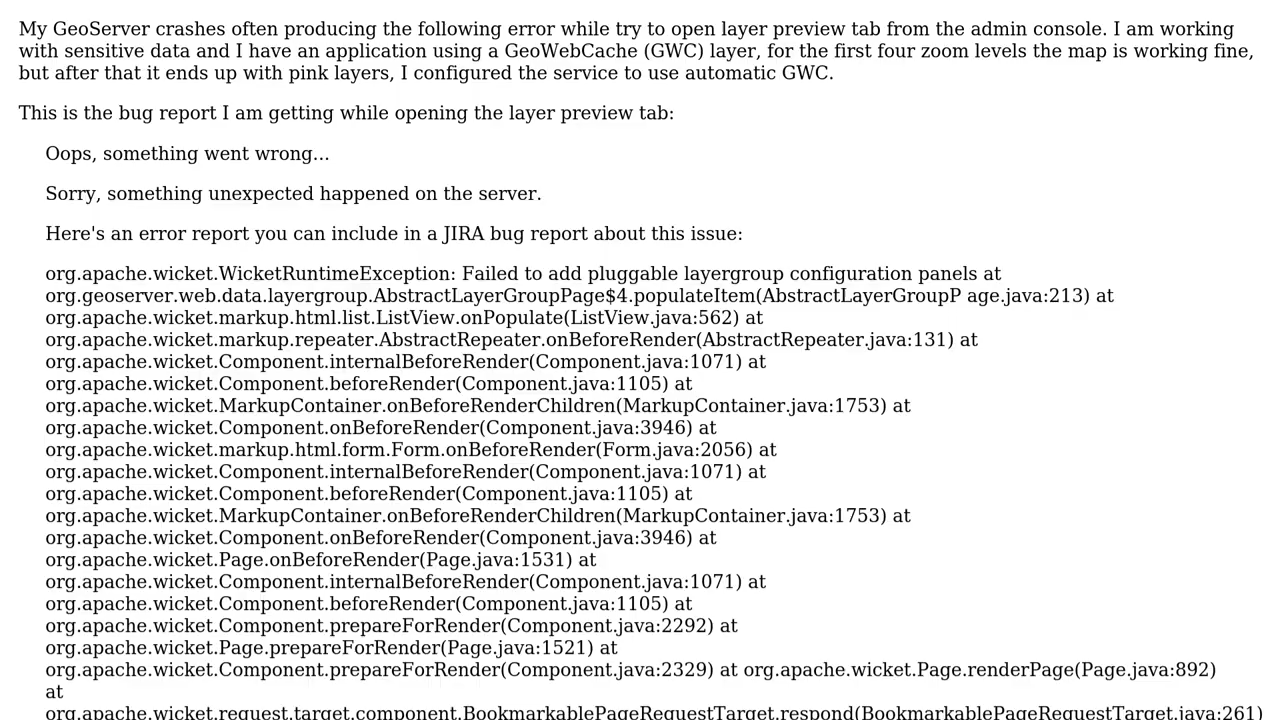 My GeoServer crashes often producing the following error while try to open layer preview tab from the admin console. I am working
with sensitive data and I have an application using a GeoWebCache (GWC) layer, for the first four zoom levels the map is working fine,
but after that it ends up with pink layers, I configured the service to use automatic GWC.
This is the bug report I am getting while opening the layer preview tab:
Oops, something went wrong...
Sorry, something unexpected happened on the server.
Here's an error report you can include in a JIRA bug report about this issue:
org.apache.wicket.WicketRuntimeException: Failed to add pluggable layergroup configuration panels at
org.geoserver.web.data.layergroup.AbstractLayerGroupPage$4.populateItem(AbstractLayerGroupP age.java:213) at
org.apache.wicket.markup.html.list.ListView.onPopulate(ListView.java:562) at
org.apache.wicket.markup.repeater.AbstractRepeater.onBeforeRender(AbstractRepeater.java:131) at
org.apache.wicket.Component.internalBeforeRender(Component.java:1071) at
org.apache.wicket.Component.beforeRender(Component.java:1105) at
org.apache.wicket.MarkupContainer.onBeforeRenderChildren(MarkupContainer.java:1753) at
org.apache.wicket.Component.onBeforeRender(Component.java:3946) at
org.apache.wicket.markup.html.form.Form.onBeforeRender(Form.java:2056) at
org.apache.wicket.Component.internalBeforeRender(Component.java:1071) at
org.apache.wicket.Component.beforeRender(Component.java:1105) at
org.apache.wicket.MarkupContainer.onBeforeRenderChildren(MarkupContainer.java:1753) at
org.apache.wicket.Component.onBeforeRender(Component.java:3946) at
org.apache.wicket.Page.onBeforeRender(Page.java:1531) at
org.apache.wicket.Component.internalBeforeRender(Component.java:1071) at
org.apache.wicket.Component.beforeRender(Component.java:1105) at
org.apache.wicket.Component.prepareForRender(Component.java:2292) at
org.apache.wicket.Page.prepareForRender(Page.java:1521) at
org.apache.wicket.Component.prepareForRender(Component.java:2329) at org.apache.wicket.Page.renderPage(Page.java:892)
at
org.apache.wicket.request.target.component.BookmarkablePageRequestTarget.respond(BookmarkablePageRequestTarget.java:261)